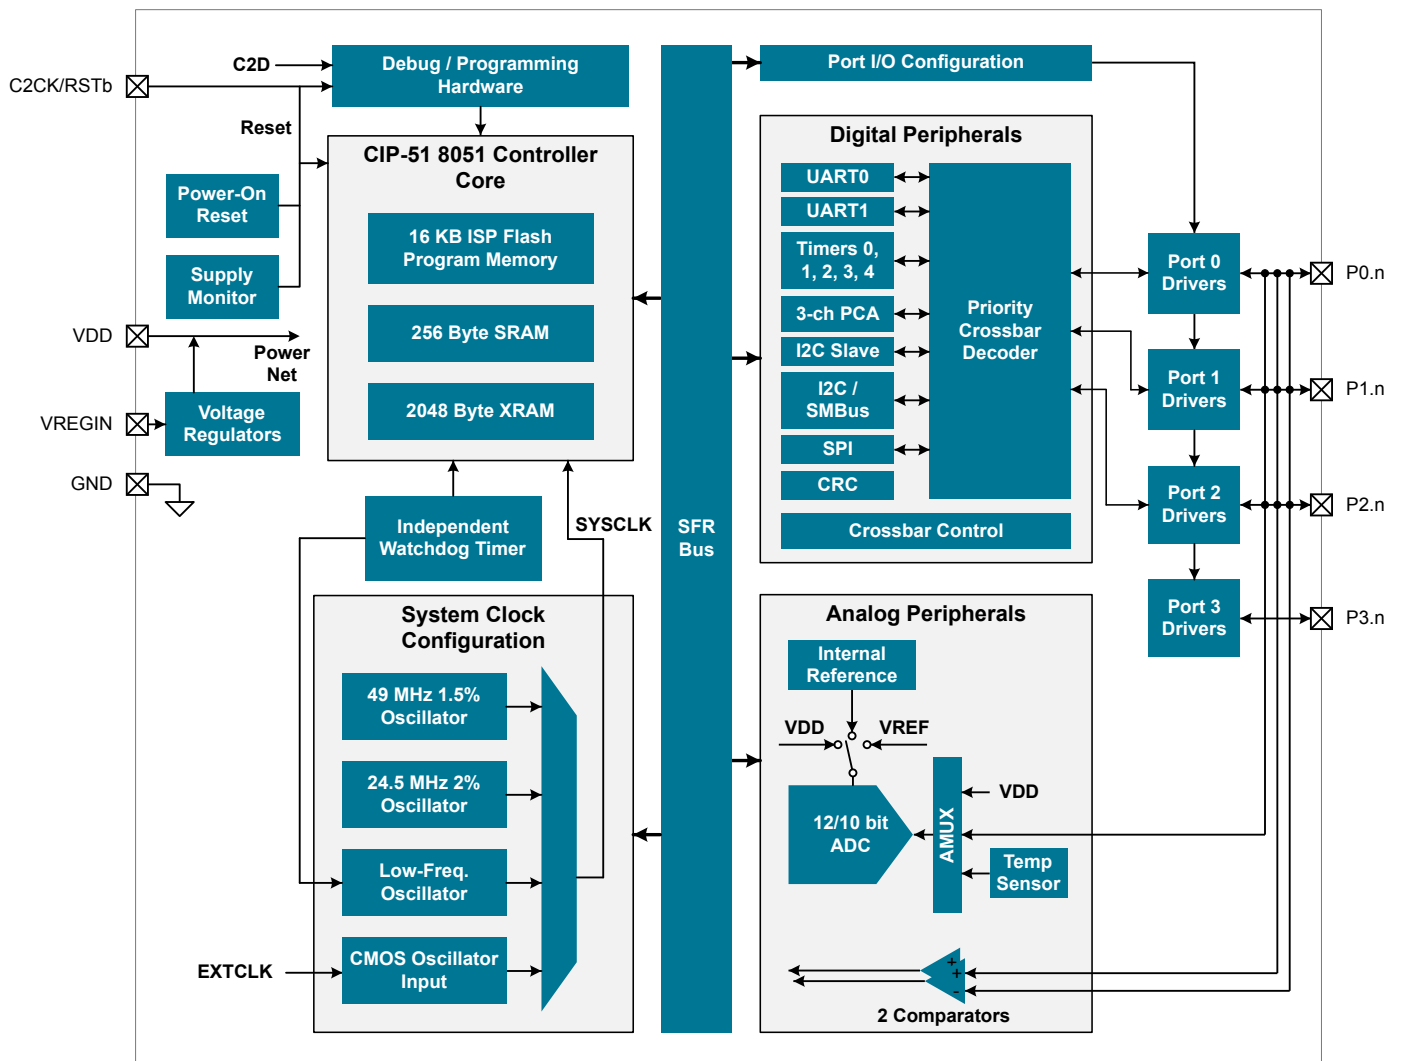 C2CK/RSTb
C2D
Debug / Programming
Hardware
Reset
Power-On
Reset
Supply
Monitor
VDD
Power
Net
VREGIN
Voltage
Regulators
GND
CIP-51 8051 Controller
Core
16 KB ISP Flash
Program Memory
256 Byte SRAM
2048 Byte XRAM
Independent
Watchdog Timer
SYSCLK
System Clock
Configuration
49 MHz 1.5%
Oscillator
24.5 MHz 2%
Oscillator
Low-Freq.
Oscillator
EXTCLK
CMOS Oscillator
Input
SFR
Bus
Port I/O Configuration
Digital Peripherals
UART0
UART1
Timers 0,
1, 2, 3, 4
3-ch PCA
I2C Slave
I2C /
SMBus
SPI
CRC
Priority
Crossbar
Decoder
Crossbar Control
Port 0
Drivers
P0.n
Port 1
Drivers
P1.n
Port 2
Drivers
P2.n
Port 3
Drivers
P3.n
Analog Peripherals
Internal
Reference
VDD
VREF
12/10 bit
ADC
AMUX
VDD
Temp
Sensor
+
+
-
2 Comparators